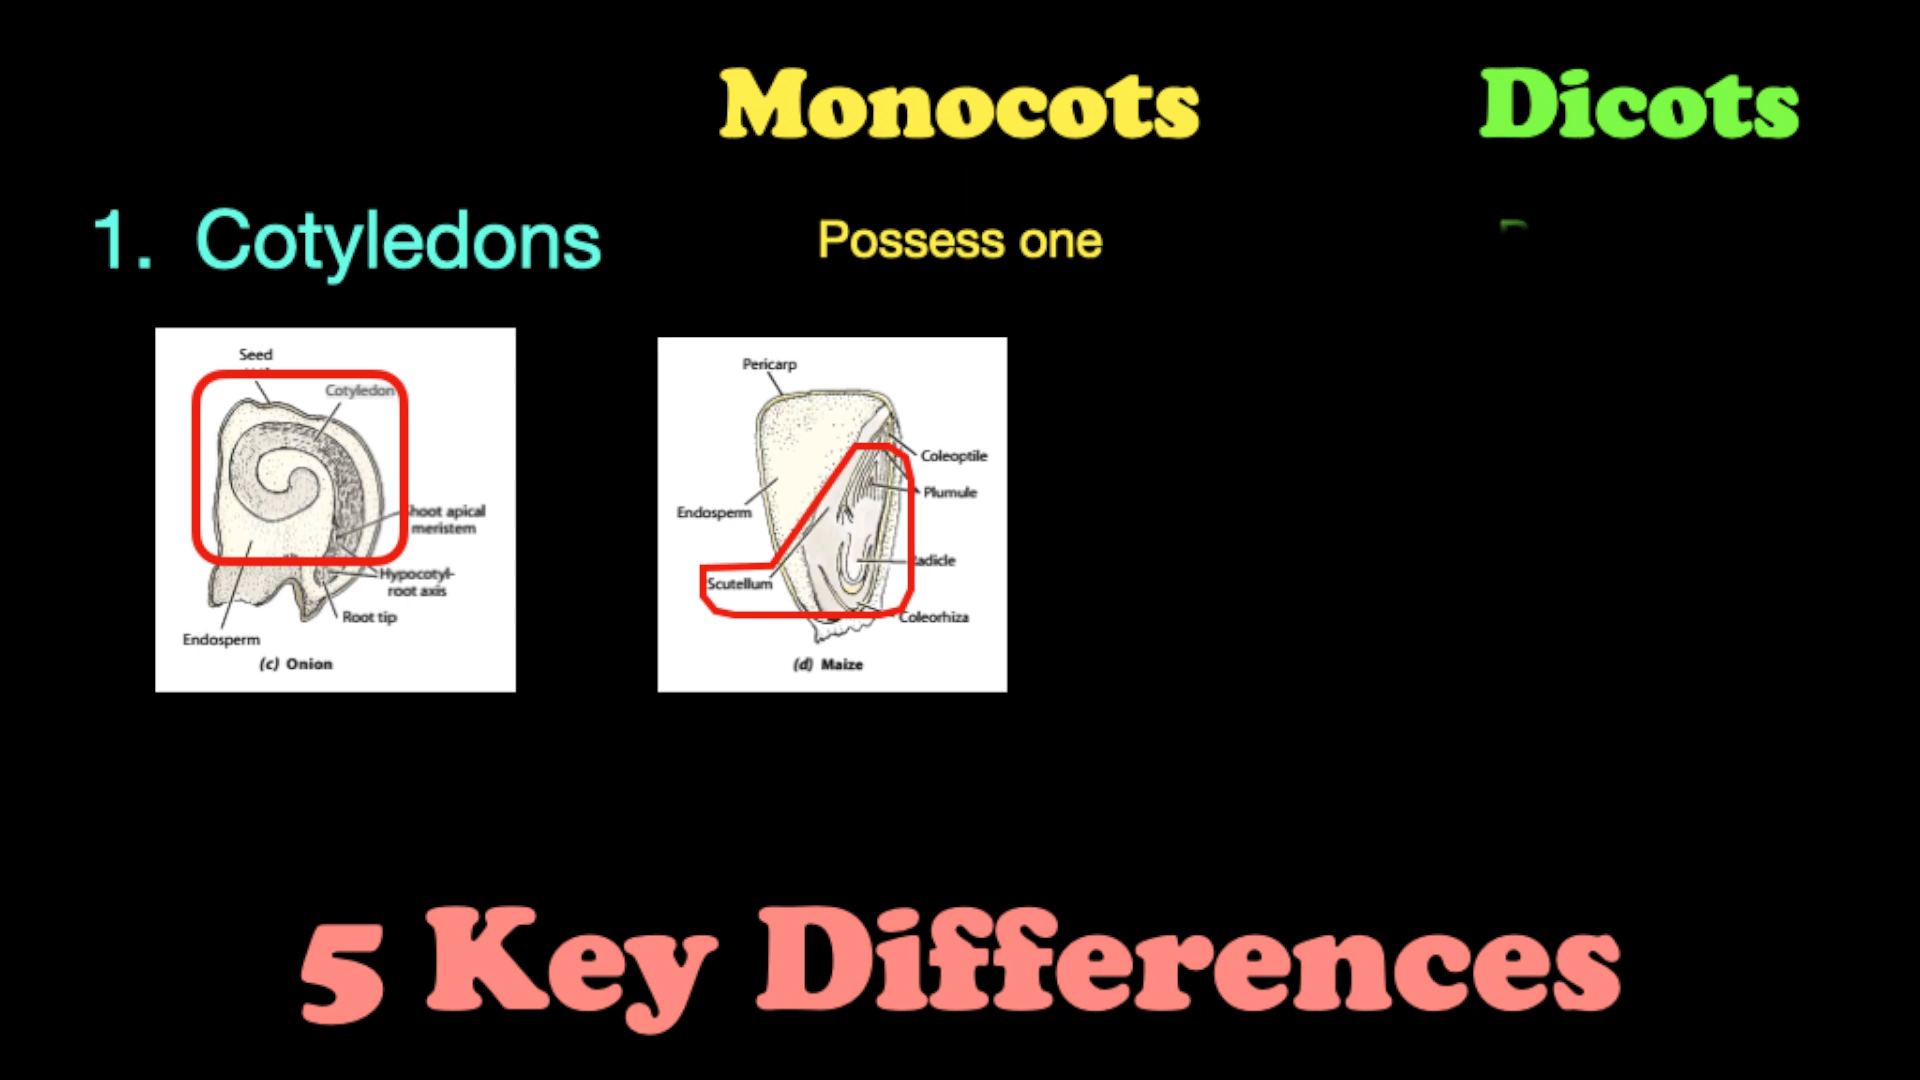 Monocots
Dicots
1. Cotyledons
Possess one
Seed
Cotyledon
hoot apical
meristem
Hypocotyl-
root axis
Root tip
Endosperm
(c) Onion
Pericarp
Coleoptile
Plumule
Endosperm
adicle
Scutellum
Coleorhiza
(d) Maize
5 Key Differences